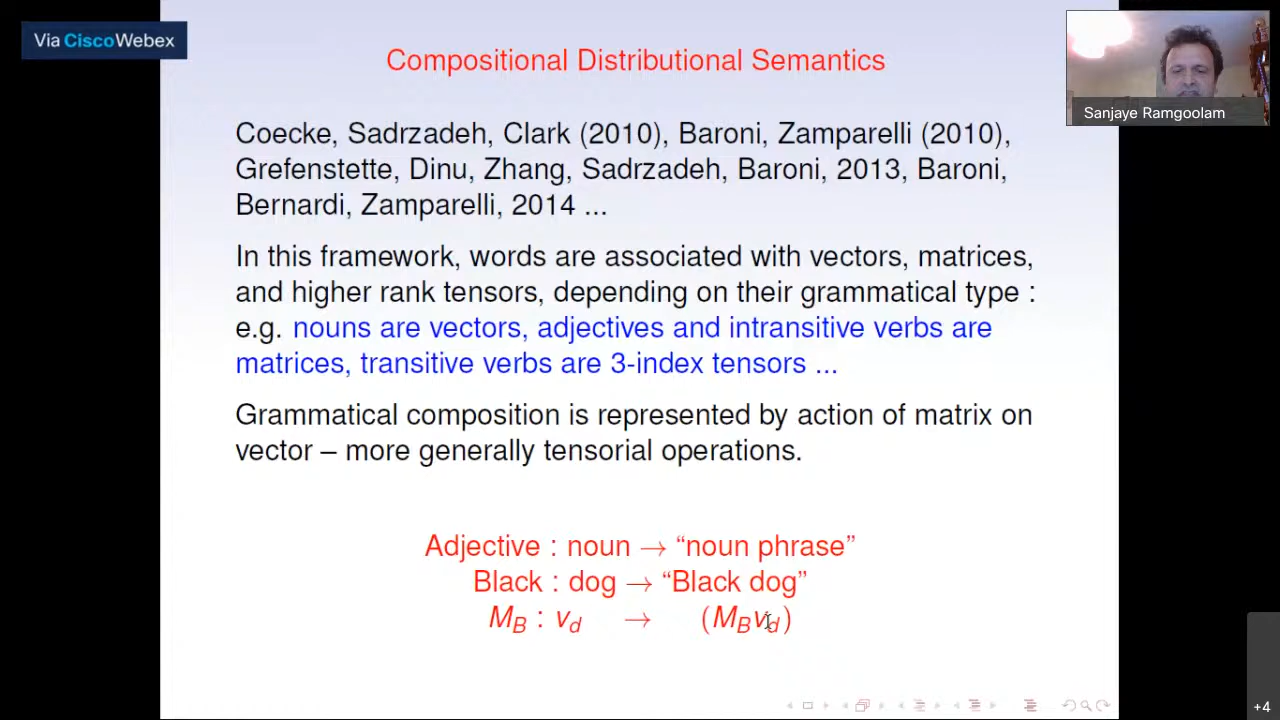 Via Cisco Webex
Compositional Distributional Semantics
Sanjaye Ramgoolam
Coecke, Sadrzadeh, Clark (2010), Baroni, Zamparelli (2010),
Grefenstette, Dinu, Zhang, Sadrzadeh, Baroni, 2013, Baroni,
Bernardi, Zamparelli, 2014 ...
In this framework, words are associated with vectors, matrices,
and higher rank tensors, depending on their grammatical type :
e.g. nouns are vectors, adjectives and intransitive verbs are
matrices, transitive verbs are 3-index tensors ...
Grammatical composition is represented by action of matrix on
vector – more generally tensorial operations.
Adjective : noun → “noun phrase”
Black : dog → “Black dog”
M_B : v_d → (M_B v_d)
+4